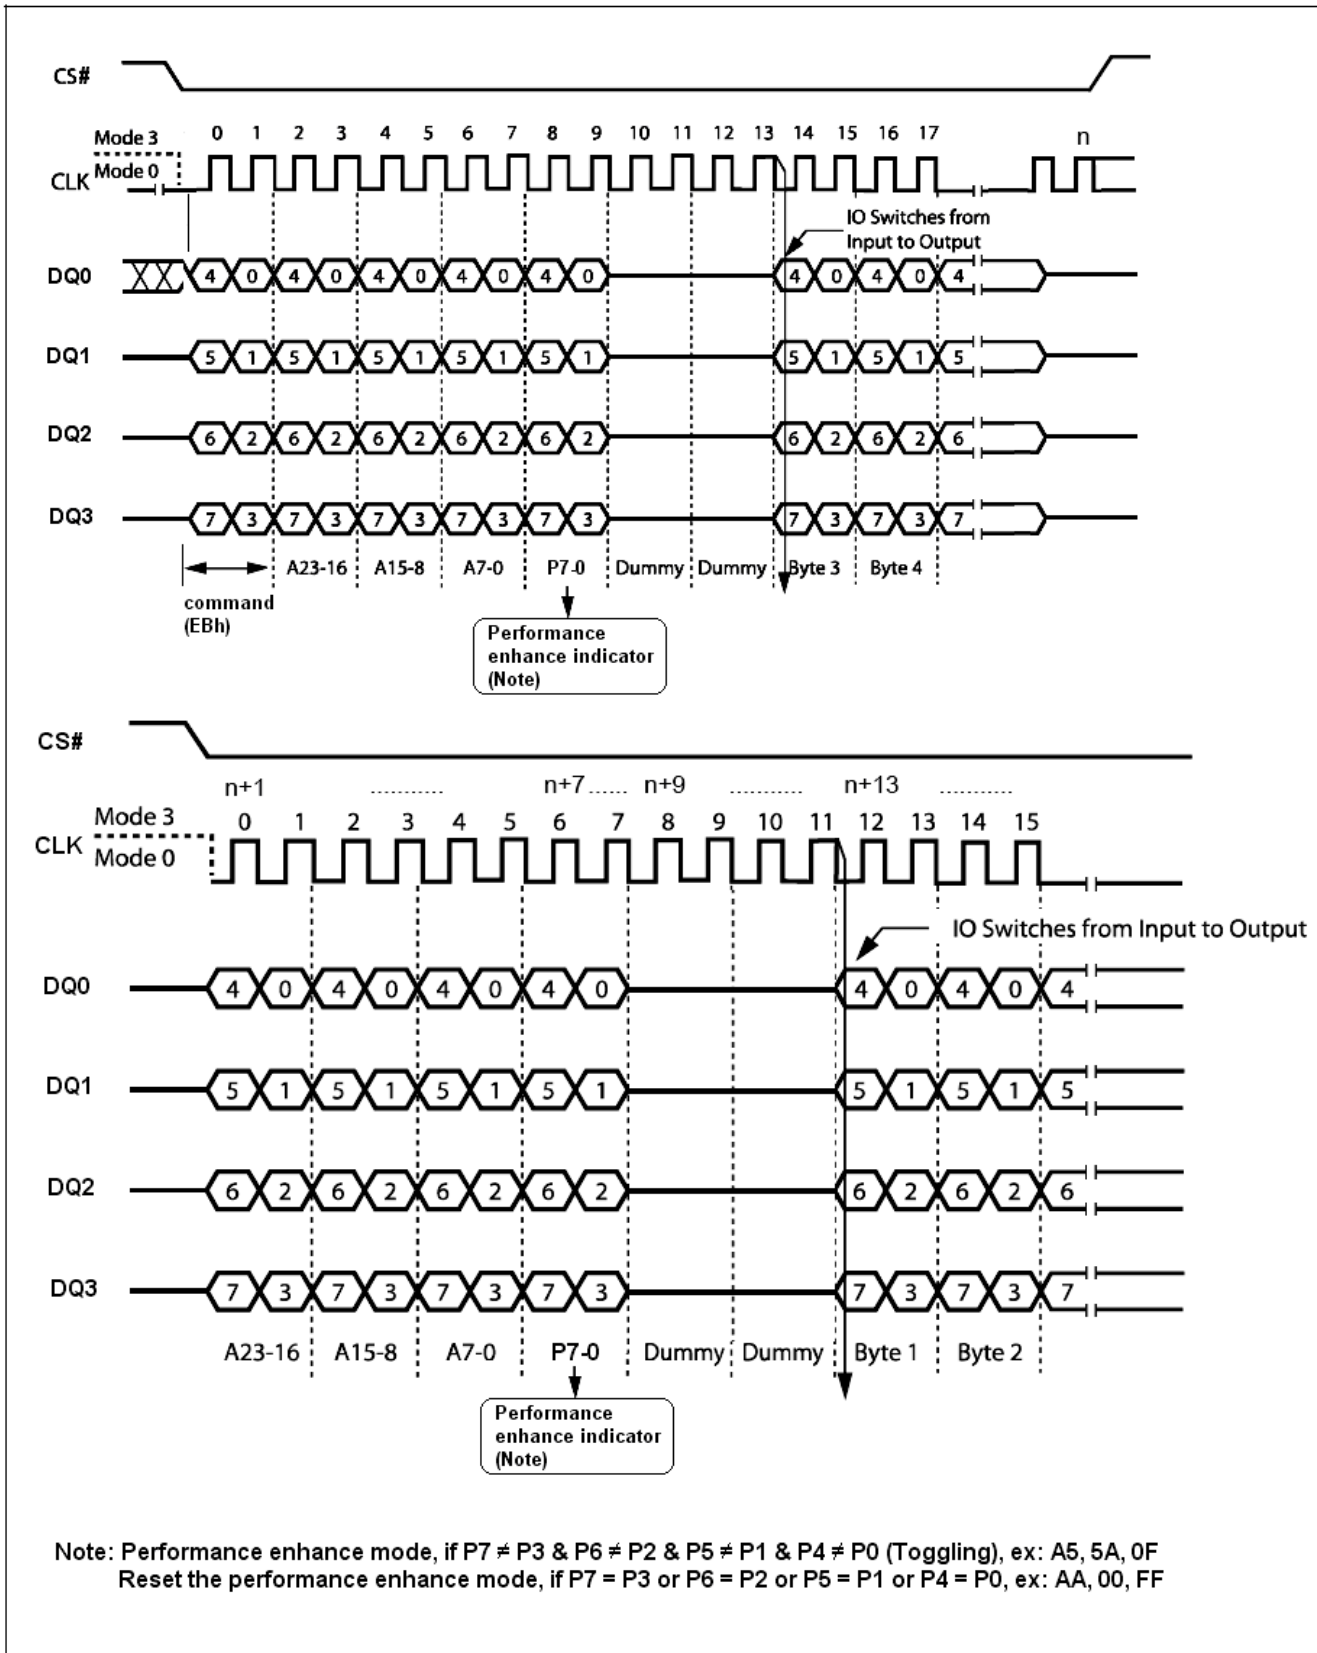 CS#
0 1 2 3 4 5 6 7 8 9 10 11 12 13 14 15 16 17 n
Mode 3
Mode 0
CLK
IO Switches from
Input to Output
DQ0 4 0 4 0 4 0 4 0 4 0 4 0 4 0 4
DQ1 5 1 5 1 5 1 5 1 5 1 5 1 5 1 5
DQ2 6 2 6 2 6 2 6 2 6 2 6 2 6 2 6
DQ3 7 3 7 3 7 3 7 3 7 3 7 3 7 3 7
A23-16 A15-8 A7-0 P7-0 Dummy Dummy Byte 3 Byte 4
command
(EBh)
Performance
enhance indicator
(Note)
CS#
n+1 .......... n+7 ...... n+9 .......... n+13 ..........
Mode 3
0 1 2 3 4 5 6 7 8 9 10 11 12 13 14 15
CLK
Mode 0
IO Switches from Input to Output
DQ0 4 0 4 0 4 0 4 0 4 0 4 0 4
DQ1 5 1 5 1 5 1 5 1 5 1 5 1 5
DQ2 6 2 6 2 6 2 6 2 6 2 6 2 6
DQ3 7 3 7 3 7 3 7 3 7 3 7 3 7
A23-16 A15-8 A7-0 P7-0 Dummy Dummy Byte 1 Byte 2
Performance
enhance indicator
(Note)
Note: Performance enhance mode, if P7 ≠ P3 & P6 ≠ P2 & P5 ≠ P1 & P4 ≠ P0 (Toggling), ex: A5, 5A, 0F
Reset the performance enhance mode, if P7 = P3 or P6 = P2 or P5 = P1 or P4 = P0, ex: AA, 00, FF